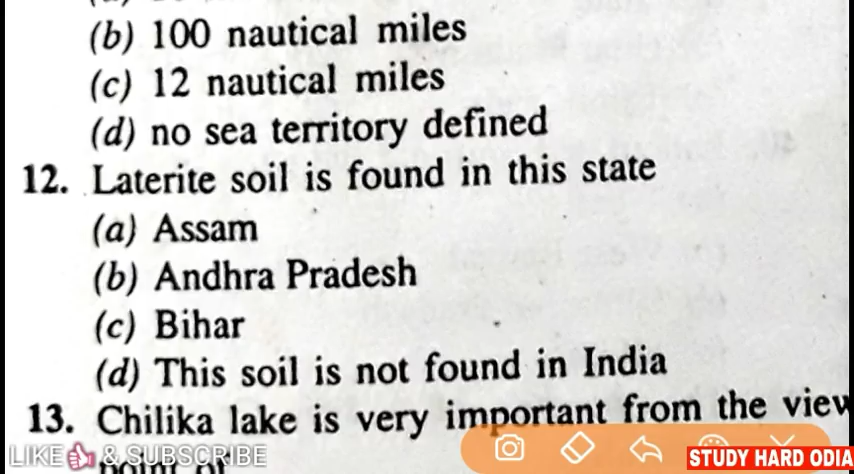 (b) 100 nautical miles
(c) 12 nautical miles
(d) no sea territory defined
12. Laterite soil is found in this state
(a) Assam
(b) Andhra Pradesh
(c) Bihar
(d) This soil is not found in India
13. Chilika lake is very important from the view
point of
LIKE & SUBSCRIBE
STUDY HARD ODIA